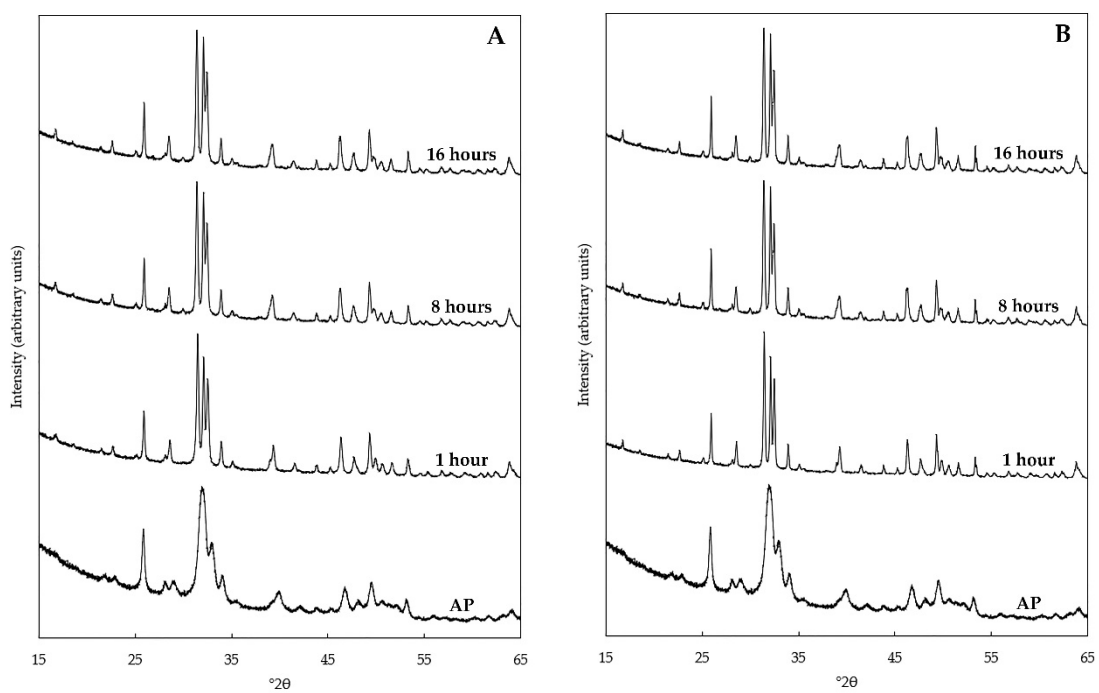 A
16 hours
8 hours
1 hour
AP
Intensity (arbitrary units)
15 25 35 45 55 65
°2θ
B
16 hours
8 hours
1 hour
AP
Intensity (arbitrary units)
15 25 35 45 55 65
°2θ